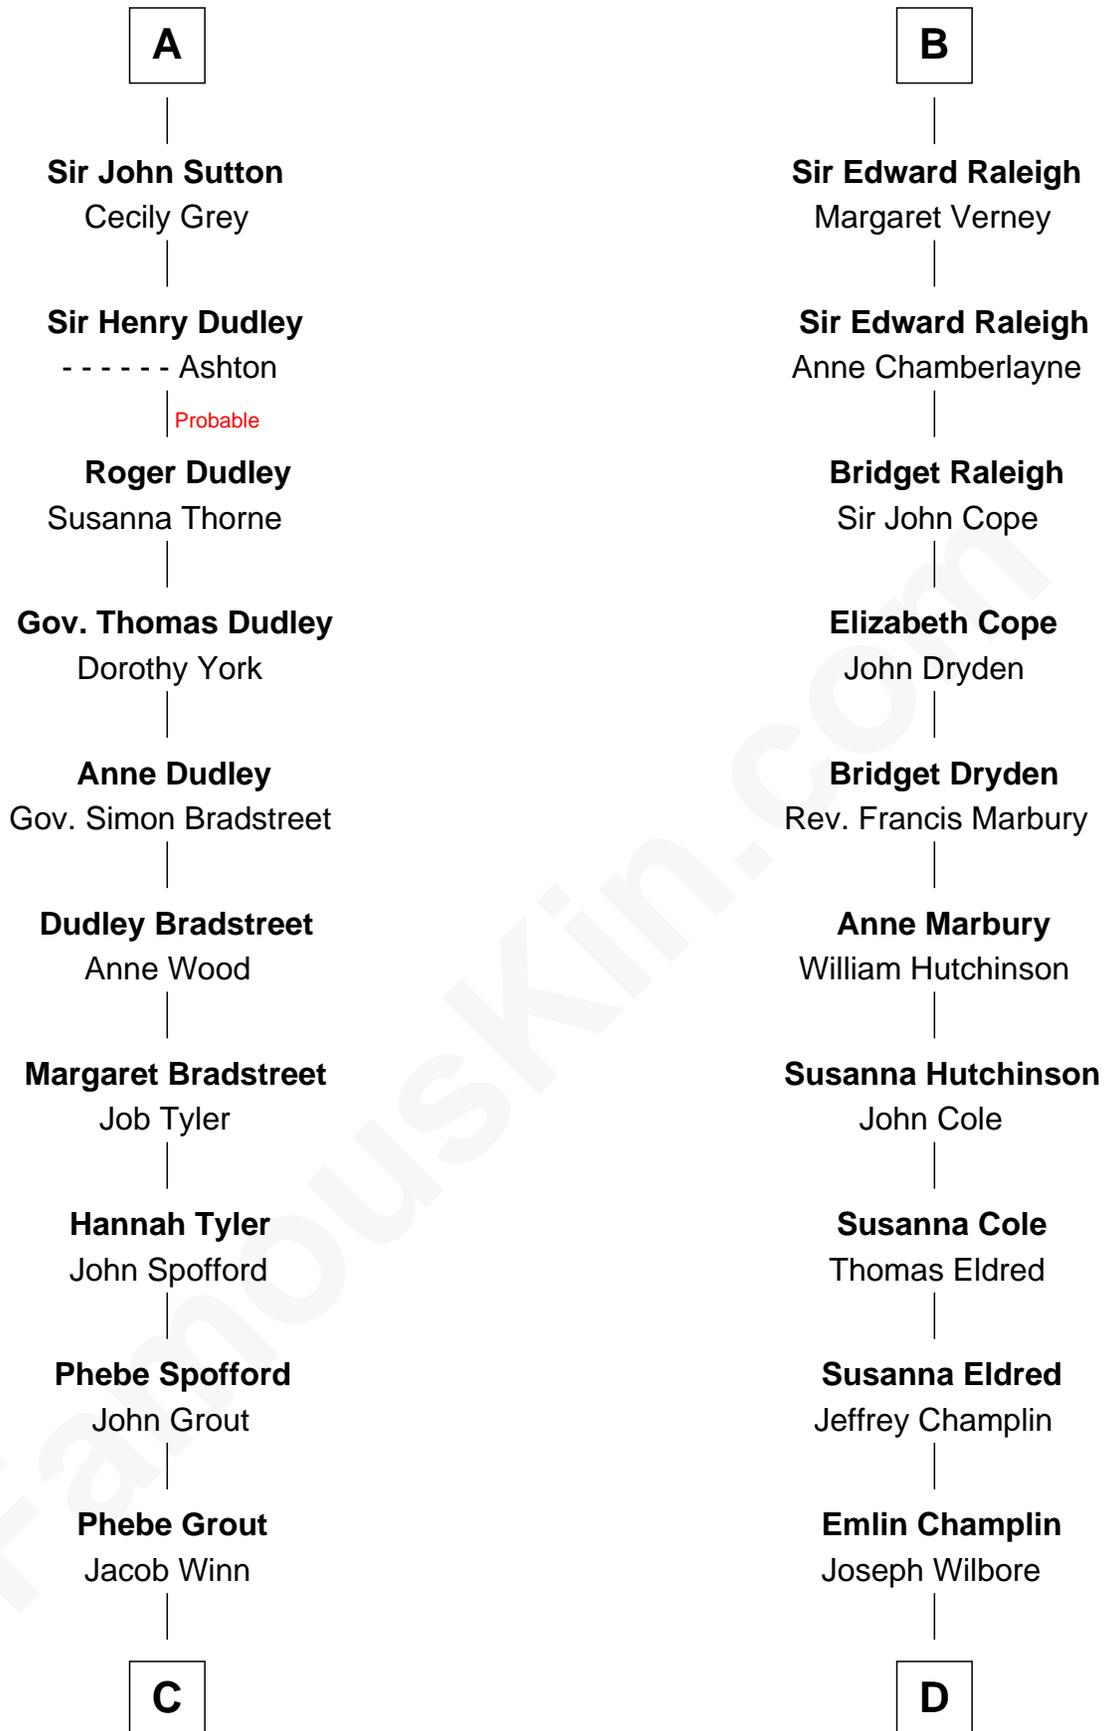 A
Sir John Sutton
Cecily Grey
Sir Henry Dudley
- - - - - - Ashton
Probable
Roger Dudley
Susanna Thorne
Gov. Thomas Dudley
Dorothy York
Anne Dudley
Gov. Simon Bradstreet
Dudley Bradstreet
Anne Wood
Margaret Bradstreet
Job Tyler
Hannah Tyler
John Spofford
Phebe Spofford
John Grout
Phebe Grout
Jacob Winn
C
B
Sir Edward Raleigh
Margaret Verney
Sir Edward Raleigh
Anne Chamberlayne
Bridget Raleigh
Sir John Cope
Elizabeth Cope
John Dryden
Bridget Dryden
Rev. Francis Marbury
Anne Marbury
William Hutchinson
Susanna Hutchinson
John Cole
Susanna Cole
Thomas Eldred
Susanna Eldred
Jeffrey Champlin
Emlin Champlin
Joseph Wilbore
D
FamousKin.com